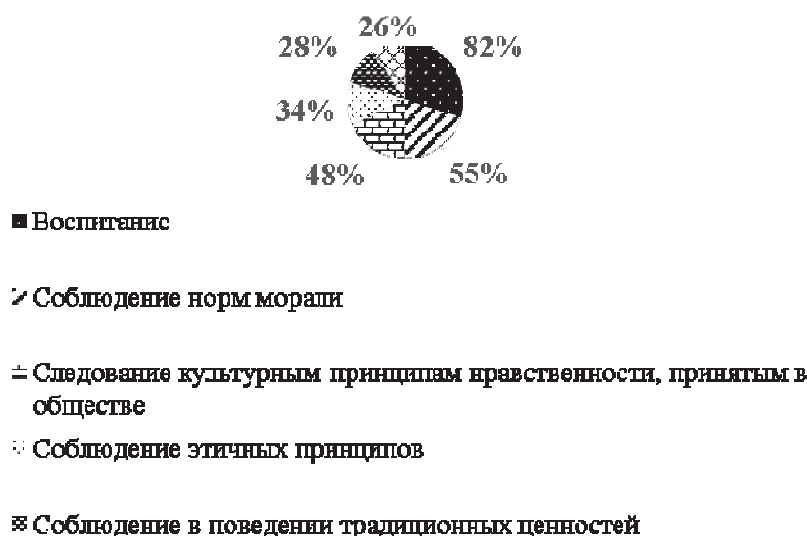 26%
28% 82%
34%
48% 55%
Воспитанис
Соблюдение норм морали
Следование культурным принципам нравственности, принятым в
обществе
Соблюдение этичных принципов
Соблюдение в поведении традиционных ценностей